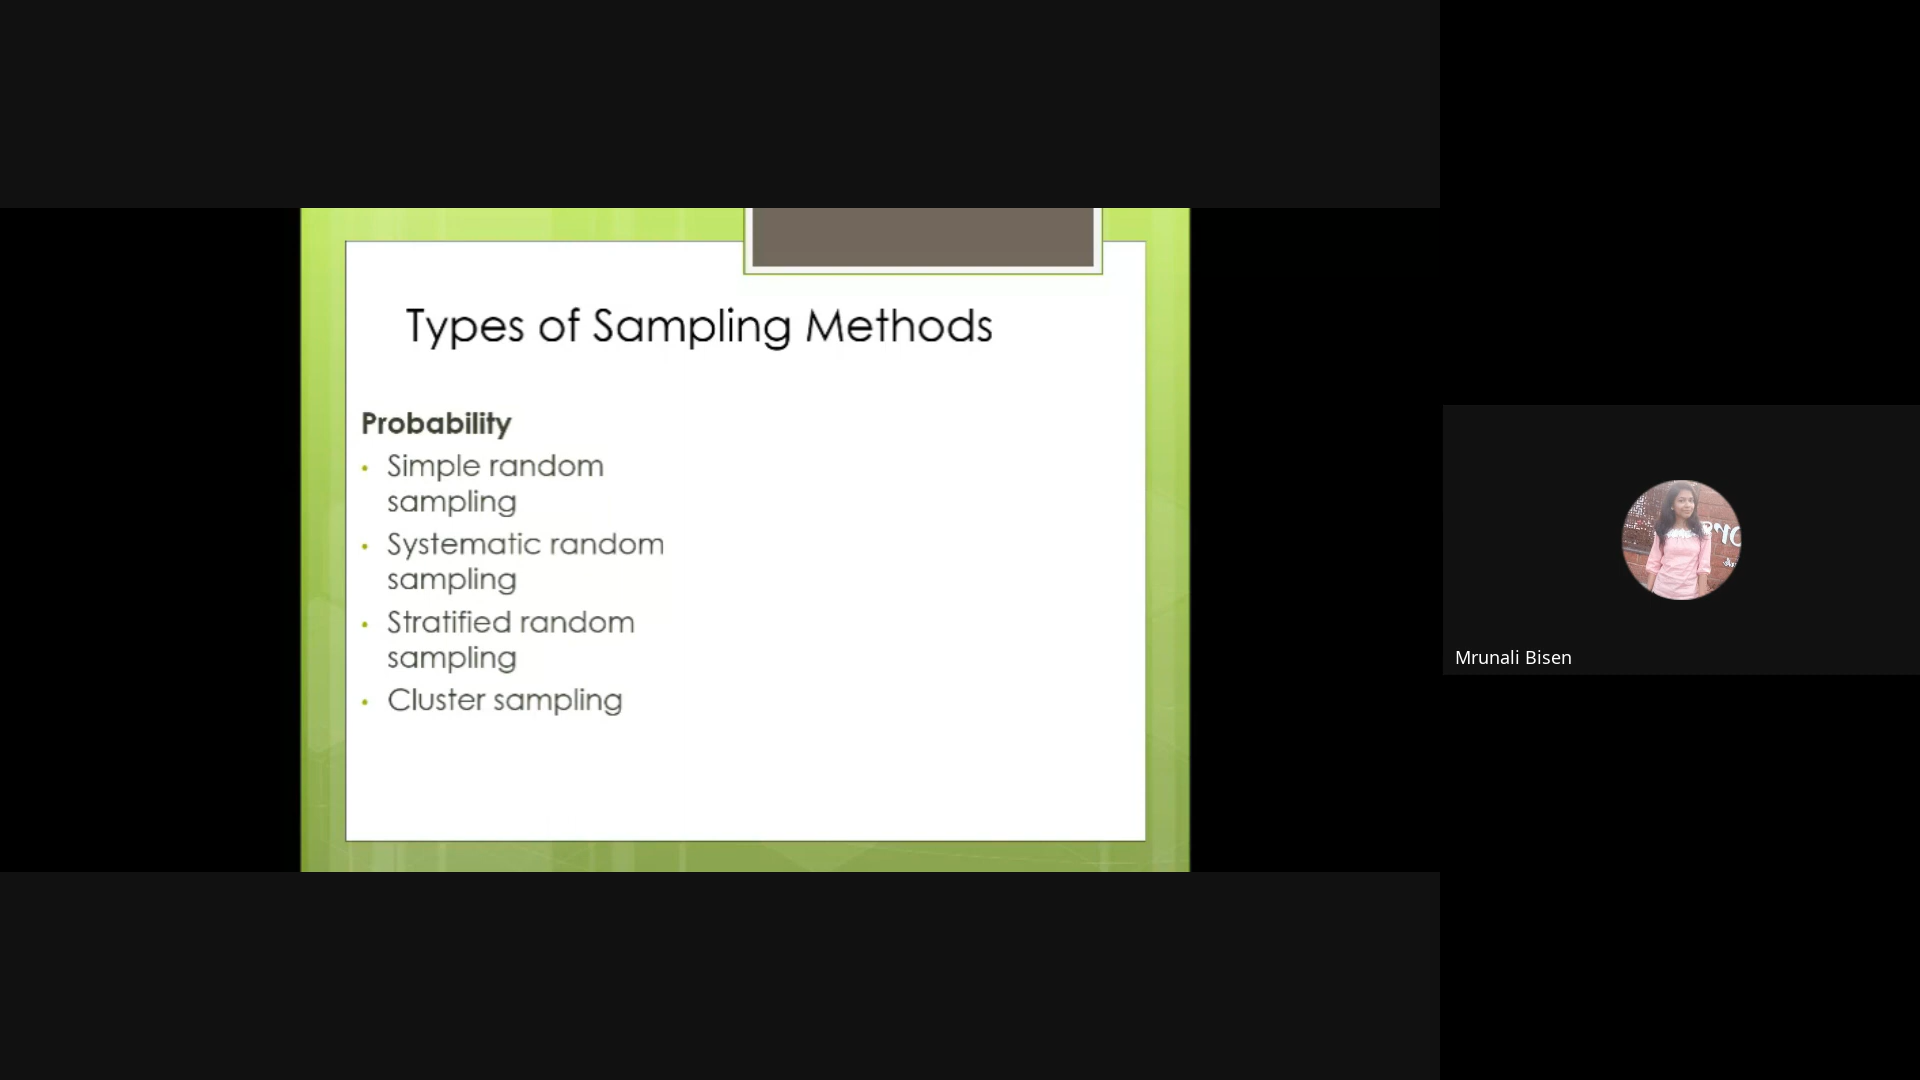 Types of Sampling Methods
Probability
• Simple random
sampling
• Systematic random
sampling
• Stratified random
sampling
• Cluster sampling
Mrunali Bisen